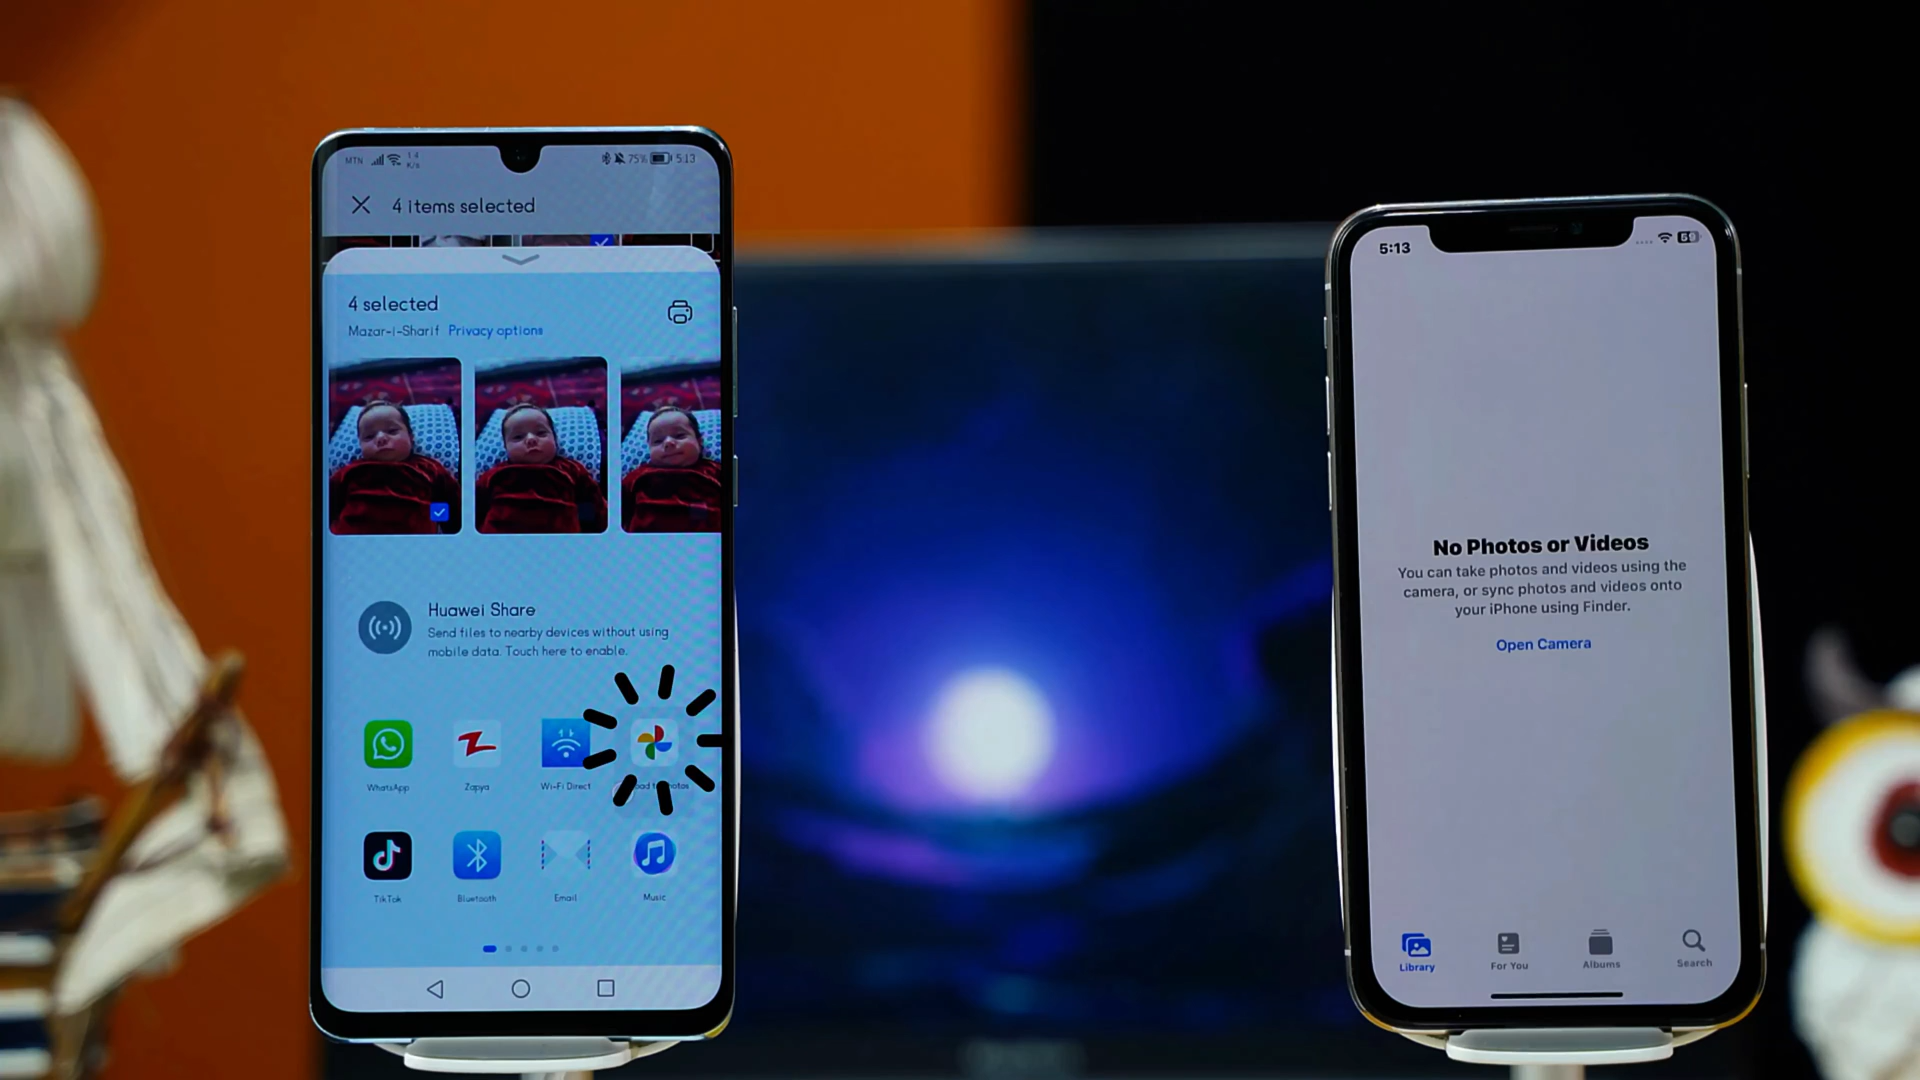 MTN
1.4
K/s
75%
5:13
4 items selected
4 selected
Mazar-i-Sharif Privacy options
Huawei Share
Send files to nearby devices without using
mobile data. Touch here to enable.
WhatsApp
Zapya
Wi-Fi Direct
TikTok
Bluetooth
Email
Music
5:13
No Photos or Videos
You can take photos and videos using the
camera, or sync photos and videos onto
your iPhone using Finder.
Open Camera
Library
For You
Albums
Search